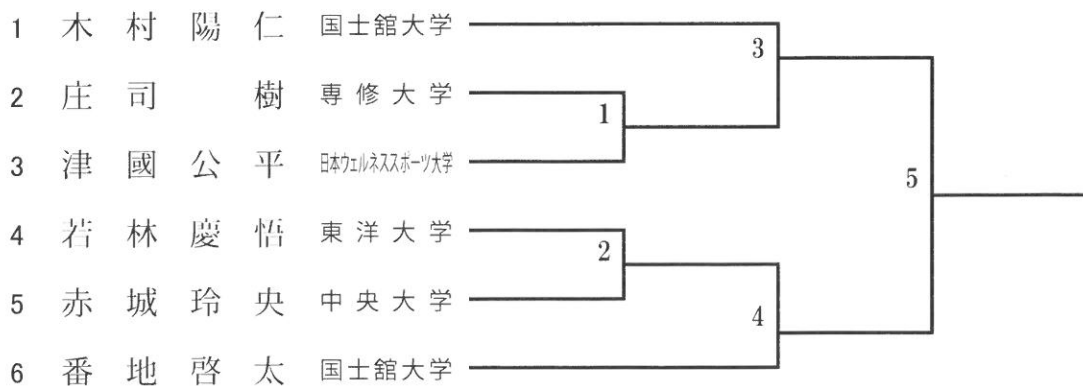 1 木村陽仁 国士舘大学
3
2 庄司 樹 専修大学
1
3 津國公平 日本ウェルネススポーツ大学
5
4 若林慶悟 東洋大学
2
5 赤城玲央 中央大学
4
6 番地啓太 国士舘大学